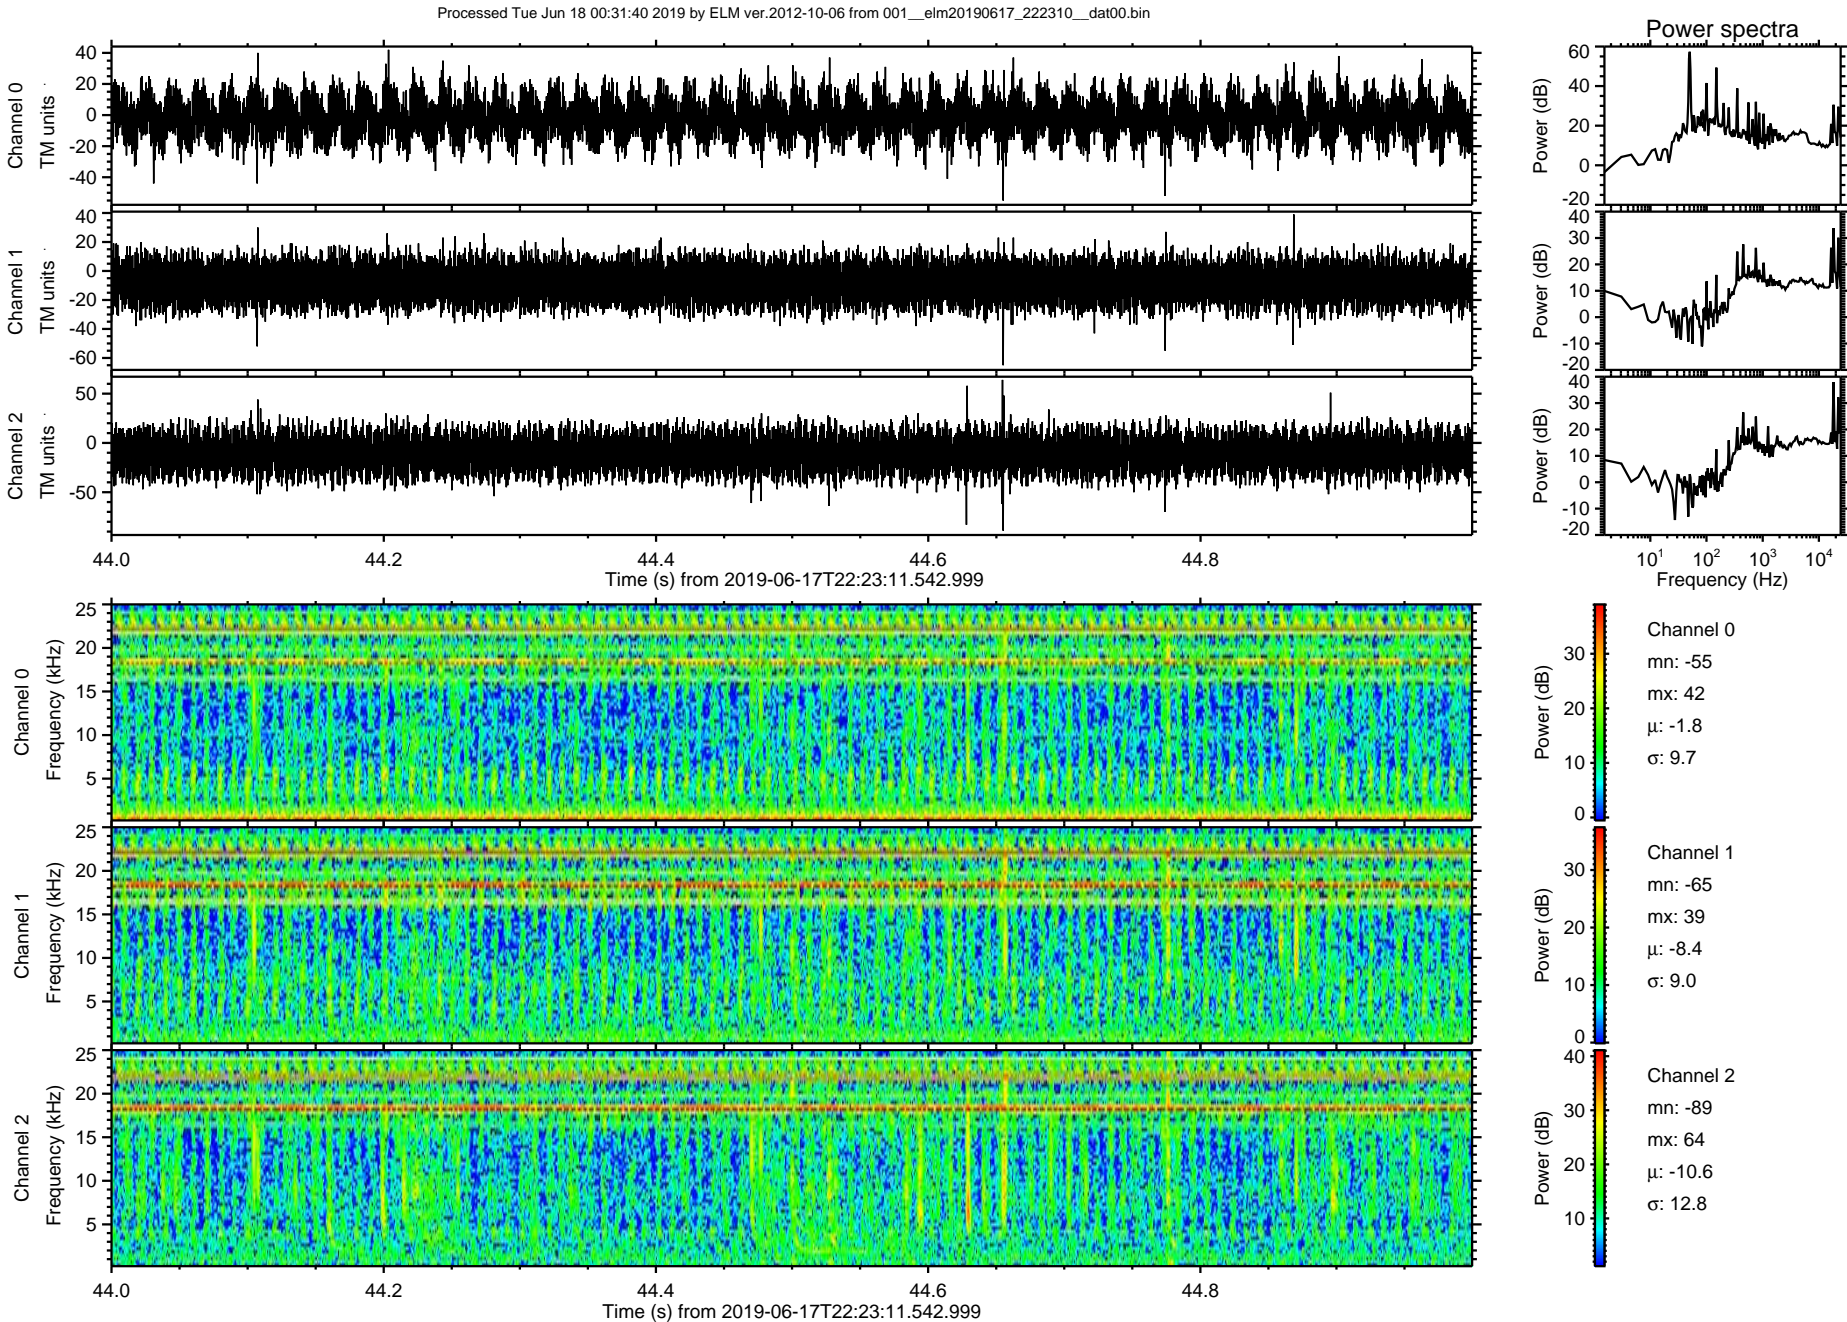 Processed Tue Jun 18 00:31:40 2019 by ELM ver.2012-10-06 from 001__elm20190617_222310__dat00.bin
Power spectra
Channel 0
TM units
40
20
0
-20
-40
Power (dB)
60
40
20
0
-20
Channel 1
TM units
40
20
0
-20
-40
-60
Power (dB)
40
30
20
10
0
-10
-20
Channel 2
TM units
50
0
-50
Power (dB)
40
30
20
10
0
-10
-20
44.0 44.2 44.4 44.6 44.8
Time (s) from 2019-06-17T22:23:11.542.999
10^1 10^2 10^3 10^4
Frequency (Hz)
Channel 0
Frequency (kHz)
25
20
15
10
5
Power (dB)
30
20
10
0
Channel 0
mn: -55
mx: 42
μ: -1.8
σ: 9.7
Channel 1
Frequency (kHz)
25
20
15
10
5
Power (dB)
30
20
10
0
Channel 1
mn: -65
mx: 39
μ: -8.4
σ: 9.0
Channel 2
Frequency (kHz)
25
20
15
10
5
Power (dB)
40
30
20
10
Channel 2
mn: -89
mx: 64
μ: -10.6
σ: 12.8
44.0 44.2 44.4 44.6 44.8
Time (s) from 2019-06-17T22:23:11.542.999